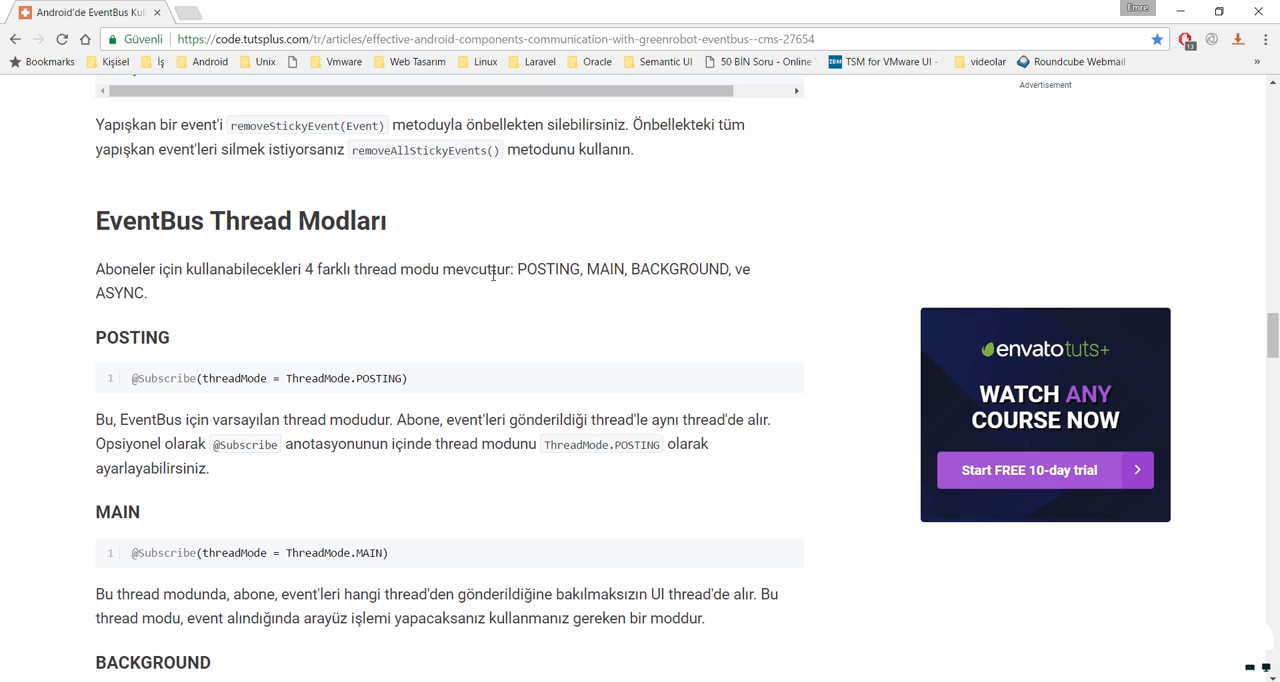 Android'de EventBus Kul
Emre
Güvenli
https://code.tutsplus.com/tr/articles/effective-android-components-communication-with-greenrobot-eventbus--cms-27654
13
Bookmarks Kişisel İş Android Unix Vmware Web Tasarım Linux Laravel Oracle Semantic UI 50 BİN Soru - Online IBM TSM for VMware UI - videolar Roundcube Webmail »
Advertisement
Yapışkan bir event'i removeStickyEvent(Event) metoduyla önbellekten silebilirsiniz. Önbellekteki tüm
yapışkan event'leri silmek istiyorsanız removeAllStickyEvents() metodunu kullanın.
EventBus Thread Modları
Aboneler için kullanabilecekleri 4 farklı thread modu mevcuttur: POSTING, MAIN, BACKGROUND, ve
ASYNC.
POSTING
1 @Subscribe(threadMode = ThreadMode.POSTING)
Bu, EventBus için varsayılan thread modudur. Abone, event'leri gönderildiği thread'le aynı thread'de alır.
Opsiyonel olarak @Subscribe anotasyonunun içinde thread modunu ThreadMode.POSTING olarak
ayarlayabilirsiniz.
MAIN
1 @Subscribe(threadMode = ThreadMode.MAIN)
Bu thread modunda, abone, event'leri hangi thread'den gönderildiğine bakılmaksızın UI thread'de alır. Bu
thread modu, event alındığında arayüz işlemi yapacaksanız kullanmanız gereken bir moddur.
BACKGROUND
envatotuts+
WATCH ANY
COURSE NOW
Start FREE 10-day trial